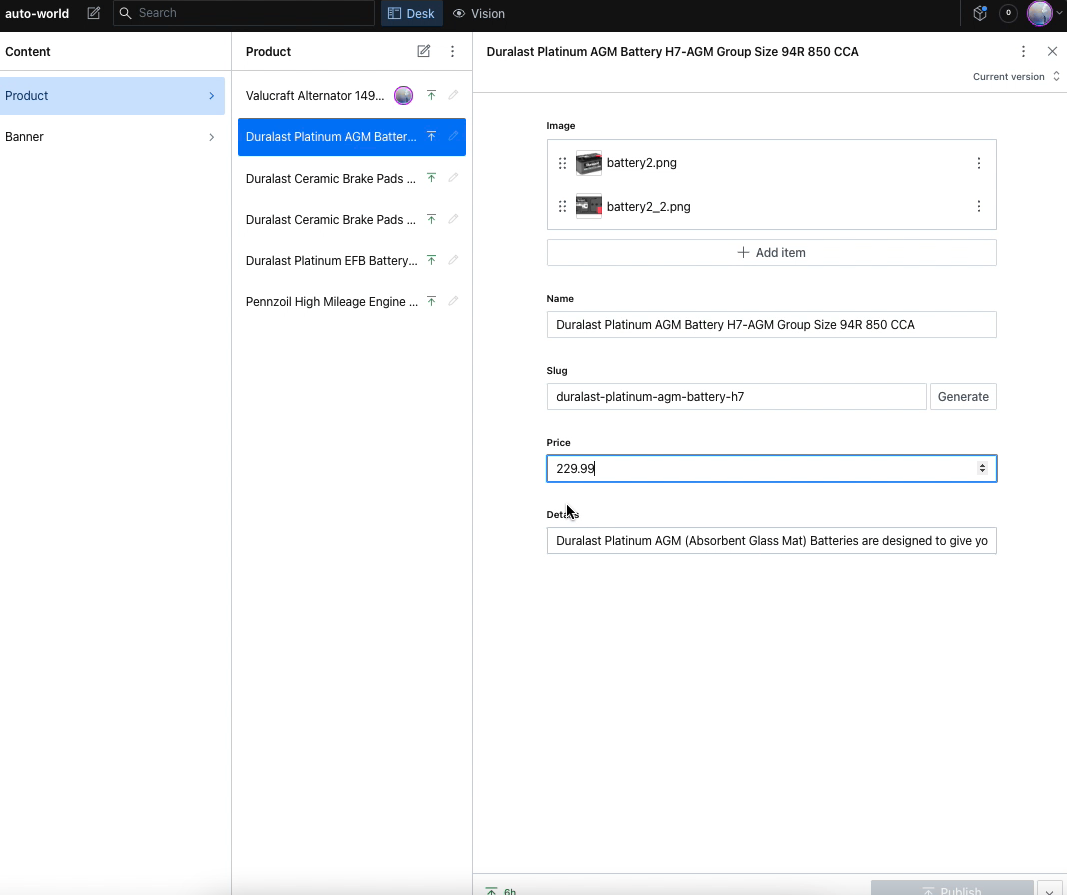 auto-world
Search
Desk
Vision
0
Content
Product
Banner
Product
Valucraft Alternator 149...
Duralast Platinum AGM Batter...
Duralast Ceramic Brake Pads ...
Duralast Ceramic Brake Pads ...
Duralast Platinum EFB Battery...
Pennzoil High Mileage Engine ...
Duralast Platinum AGM Battery H7-AGM Group Size 94R 850 CCA
Current version
Image
battery2.png
battery2_2.png
Add item
Name
Duralast Platinum AGM Battery H7-AGM Group Size 94R 850 CCA
Slug
duralast-platinum-agm-battery-h7
Generate
Price
229.99
Details
Duralast Platinum AGM (Absorbent Glass Mat) Batteries are designed to give yo
6h
Publish